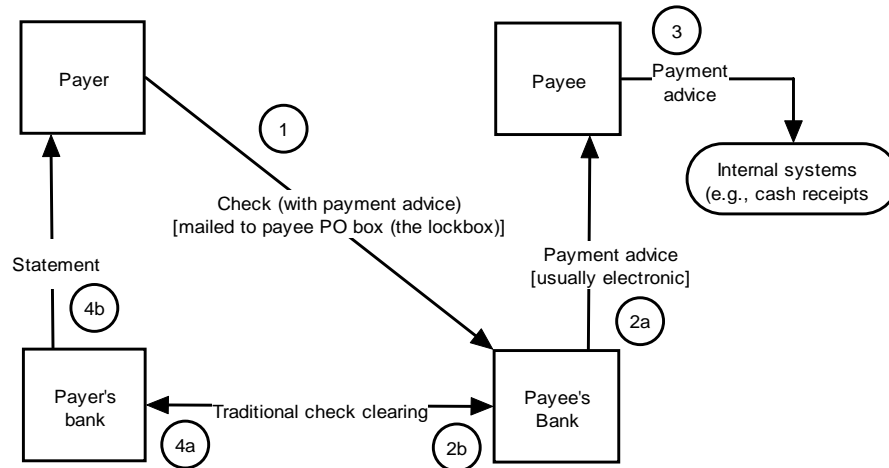 3
Payer
Payee
Payment
advice
1
Internal systems
(e.g., cash receipts
Check (with payment advice)
[mailed to payee PO box (the lockbox)]
Payment advice
[usually electronic]
Statement
4b
2a
Payer's
bank
Payee's
Bank
Traditional check clearing
4a
2b